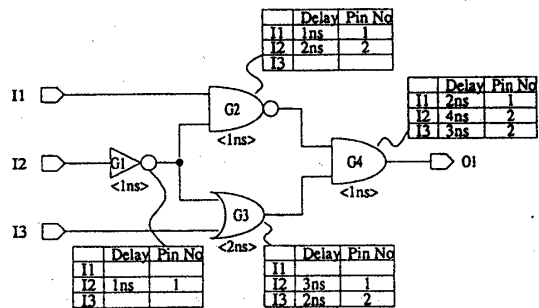 Delay Pin No
I1 1ns 1
I2 2ns 2
I3
Delay Pin No
I1 2ns 1
I2 4ns 2
I3 3ns 2
I1
G2
<1ns>
I2
G1
<1ns>
G4
<1ns>
O1
I3
G3
<2ns>
Delay Pin No
I1
I2 1ns 1
I3
Delay Pin No
I1
I2 3ns 1
I3 2ns 2